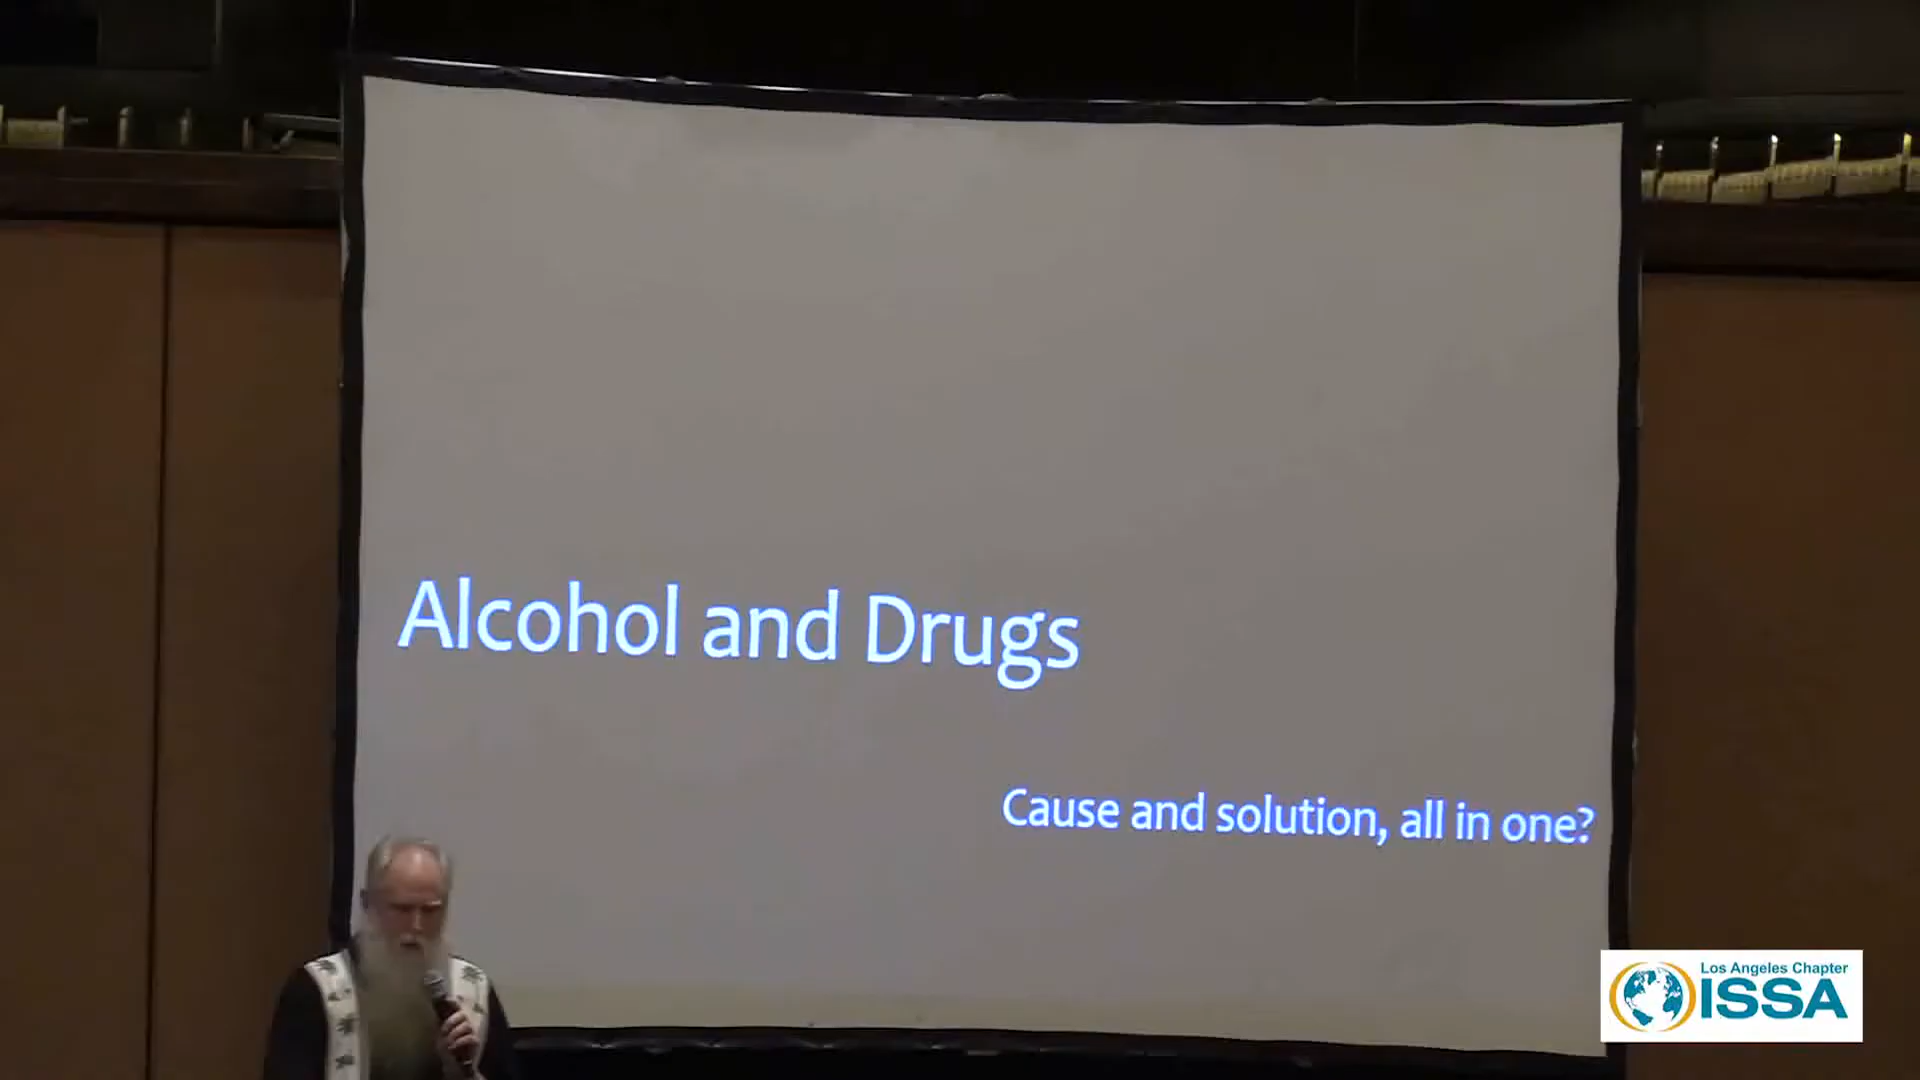 Alcohol and Drugs
Cause and solution, all in one?
Los Angeles Chapter
ISSA